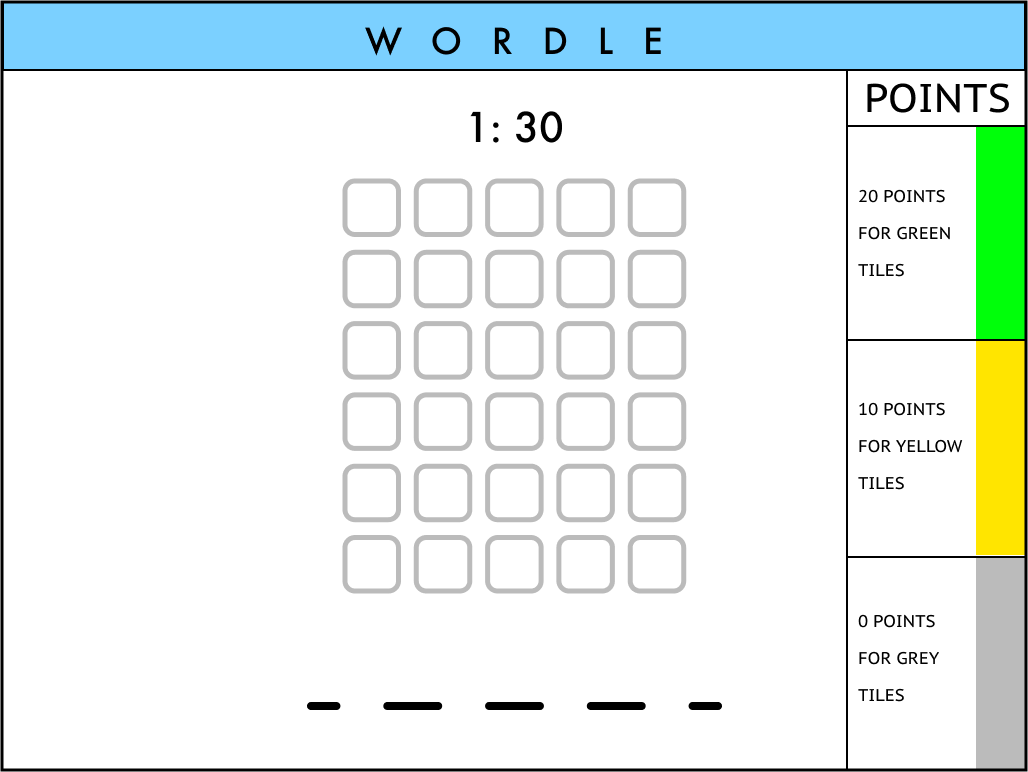 W O R D L E
POINTS
1: 30
20 POINTS
FOR GREEN
TILES
10 POINTS
FOR YELLOW
TILES
0 POINTS
FOR GREY
TILES